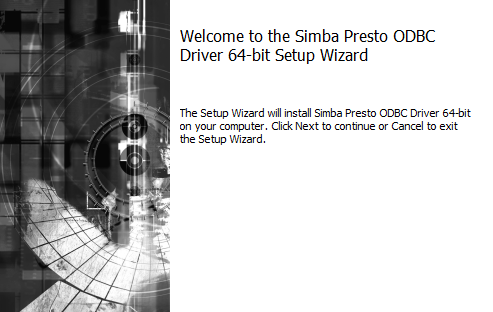 Welcome to the Simba Presto ODBC
Driver 64-bit Setup Wizard
The Setup Wizard will install Simba Presto ODBC Driver 64-bit
on your computer. Click Next to continue or Cancel to exit
the Setup Wizard.